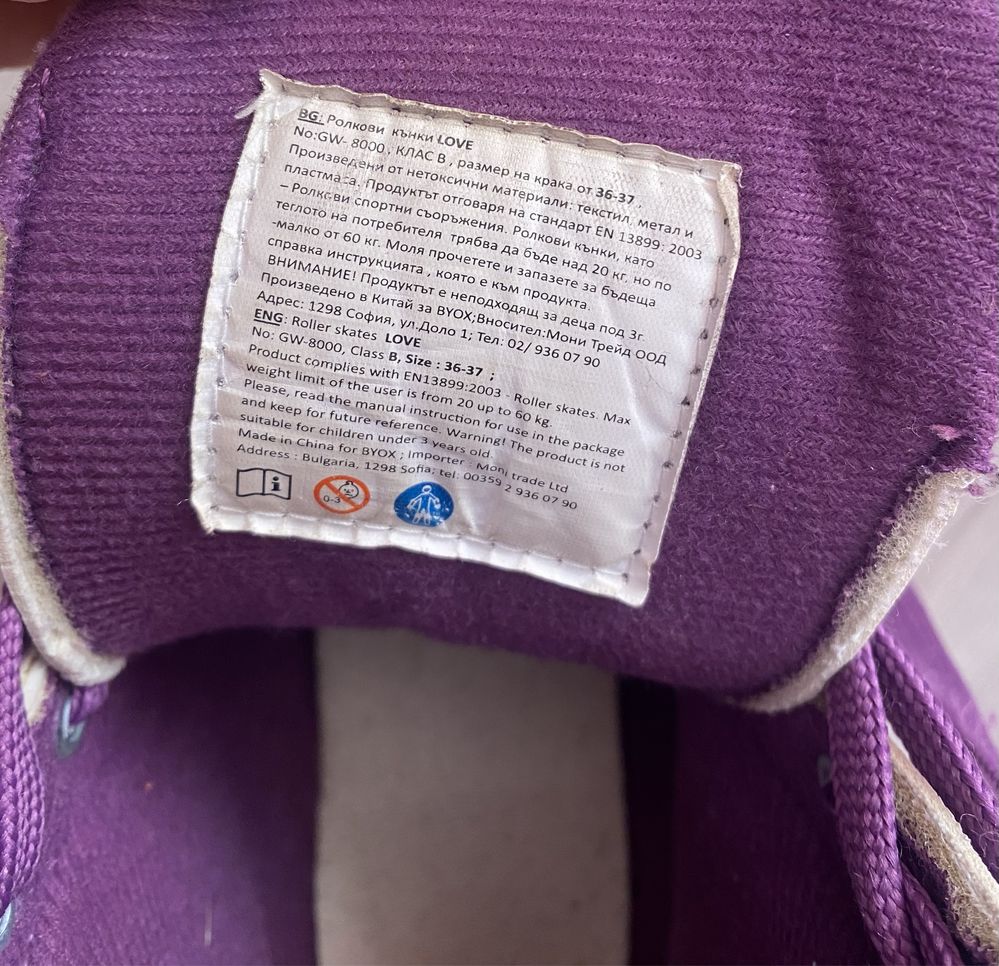 BG: Ролкови кънки LOVE
No:GW- 8000, КЛАС B, размер на крака от 36-37.
Произведени от нетоксични материали: текстил, метал и
пластмаса. Продуктът отговаря на стандарт EN 13899: 2003
– Ролкови спортни съоръжения. Ролкови кънки, като
теглото на потребителя трябва да бъде над 20 кг, но по
-малко от 60 кг. Моля прочетете и запазете за бъдеща
справка инструкцията, която е към продукта.
ВНИМАНИЕ! Продуктът е неподходящ за деца под 3г.
Произведено в Китай за BYOX;Вносител:Мони Трейд ООД
Адрес: 1298 София, ул.Доло 1; Тел: 02/ 936 07 90
ENG: Roller skates LOVE
No: GW-8000, Class B, Size : 36-37 ;
Product complies with EN13899:2003 - Roller skates. Max
weight limit of the user is from 20 up to 60 kg.
Please, read the manual instruction for use in the package
and keep for future reference. Warning! The product is not
suitable for children under 3 years old.
Made in China for BYOX ; Importer : Moni trade Ltd
Address : Bulgaria, 1298 Sofia; tel: 00359 2 936 07 90
i
0-3